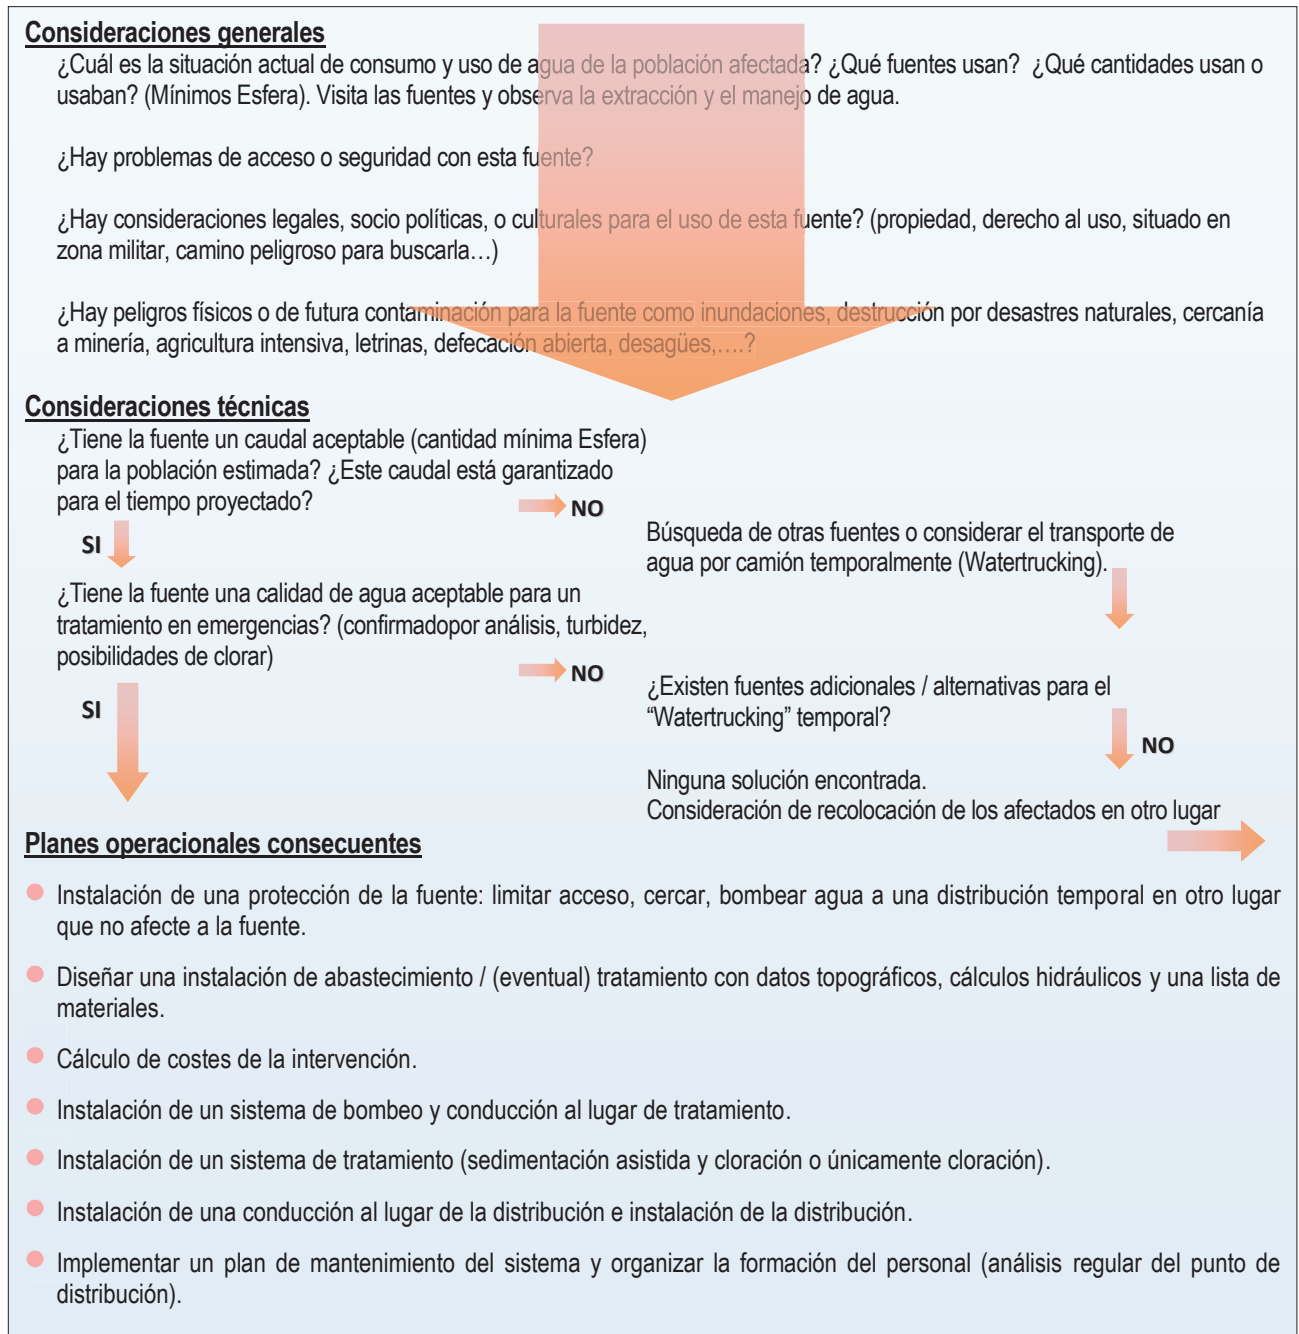 Consideraciones generales
¿Cuál es la situación actual de consumo y uso de agua de la población afectada? ¿Qué fuentes usan? ¿Qué cantidades usan o
usaban? (Mínimos Esfera). Visita las fuentes y observa la extracción y el manejo de agua.
¿Hay problemas de acceso o seguridad con esta fuente?
¿Hay consideraciones legales, socio políticas, o culturales para el uso de esta fuente? (propiedad, derecho al uso, situado en
zona militar, camino peligroso para buscarla…)
¿Hay peligros físicos o de futura contaminación para la fuente como inundaciones, destrucción por desastres naturales, cercanía
a minería, agricultura intensiva, letrinas, defecación abierta, desagües,….?
Consideraciones técnicas
¿Tiene la fuente un caudal aceptable (cantidad mínima Esfera)
para la población estimada? ¿Este caudal está garantizado
para el tiempo proyectado?
NO
SI
Búsqueda de otras fuentes o considerar el transporte de
agua por camión temporalmente (Watertrucking).
¿Tiene la fuente una calidad de agua aceptable para un
tratamiento en emergencias? (confirmadopor análisis, turbidez,
posibilidades de clorar)
NO
SI
¿Existen fuentes adicionales / alternativas para el
“Watertrucking” temporal?
NO
Ninguna solución encontrada.
Consideración de recolocación de los afectados en otro lugar
Planes operacionales consecuentes
Instalación de una protección de la fuente: limitar acceso, cercar, bombear agua a una distribución temporal en otro lugar
que no afecte a la fuente.
Diseñar una instalación de abastecimiento / (eventual) tratamiento con datos topográficos, cálculos hidráulicos y una lista de
materiales.
Cálculo de costes de la intervención.
Instalación de un sistema de bombeo y conducción al lugar de tratamiento.
Instalación de un sistema de tratamiento (sedimentación asistida y cloración o únicamente cloración).
Instalación de una conducción al lugar de la distribución e instalación de la distribución.
Implementar un plan de mantenimiento del sistema y organizar la formación del personal (análisis regular del punto de
distribución).